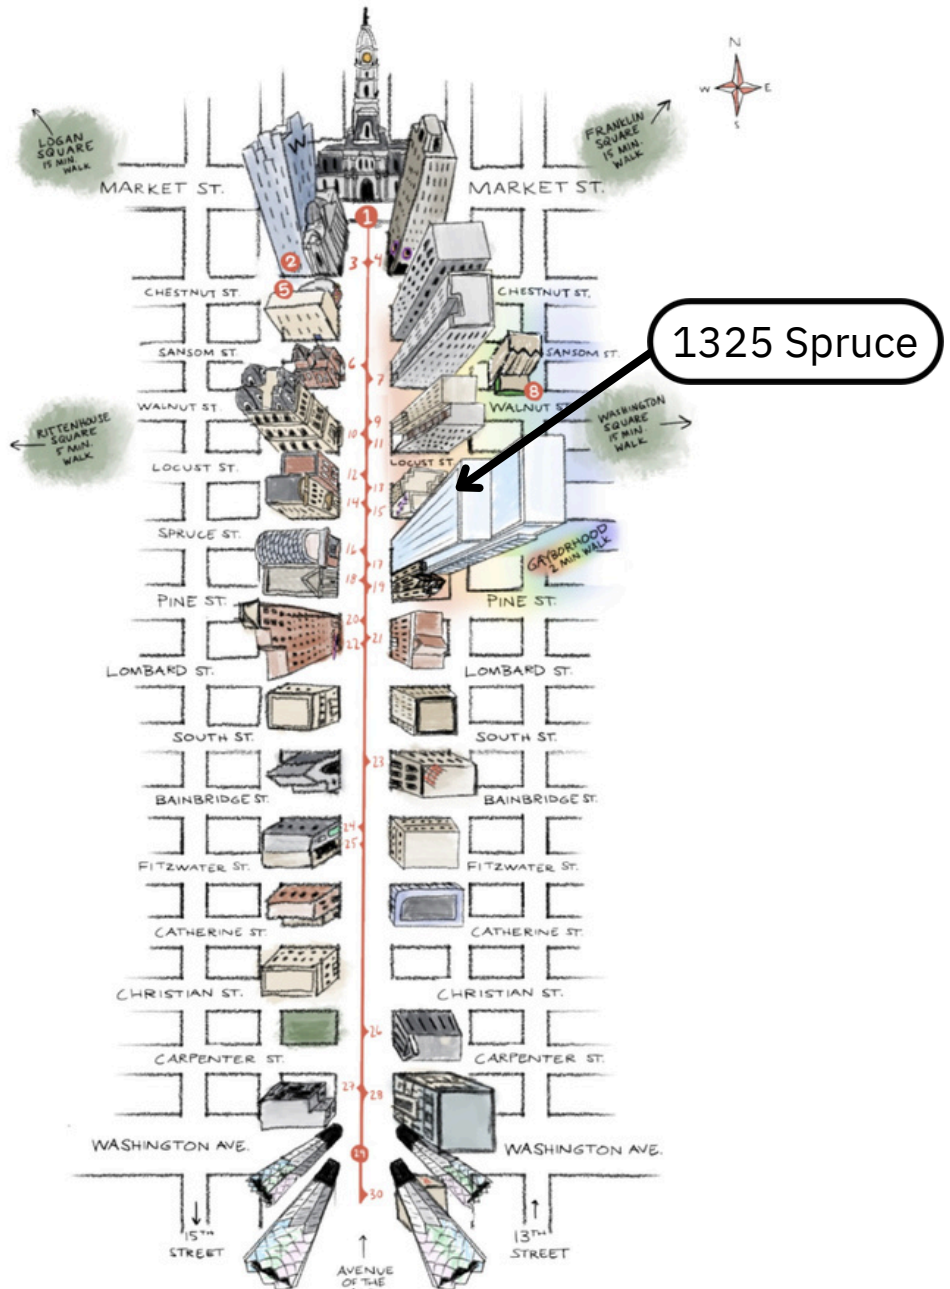 N
W E
S
LOGAN
SQUARE
15 MIN.
WALK
FRANKLIN
SQUARE
15 MIN.
WALK
W
MARKET ST.
MARKET ST.
1
2
3
4
5
CHESTNUT ST.
CHESTNUT ST.
1325 Spruce
SANSOM ST.
SANSOM ST.
6
7
8
WALNUT ST.
WALNUT ST.
RITTENHOUSE
SQUARE
5 MIN.
WALK
WASHINGTON
SQUARE
15 MIN.
WALK
9
10
11
LOCUST ST.
LOCUST ST.
12
13
14
15
SPRUCE ST.
GAYBORHOOD
2 MIN WALK
16
17
18
19
PINE ST.
PINE ST.
20
21
22
LOMBARD ST.
LOMBARD ST.
SOUTH ST.
SOUTH ST.
23
BAINBRIDGE ST.
BAINBRIDGE ST.
24
25
FITZWATER ST.
FITZWATER ST.
CATHERINE ST.
CATHERINE ST.
CHRISTIAN ST.
CHRISTIAN ST.
26
CARPENTER ST.
CARPENTER ST.
27
28
WASHINGTON AVE.
WASHINGTON AVE.
29
30
15TH
STREET
13TH
STREET
AVENUE
OF THE